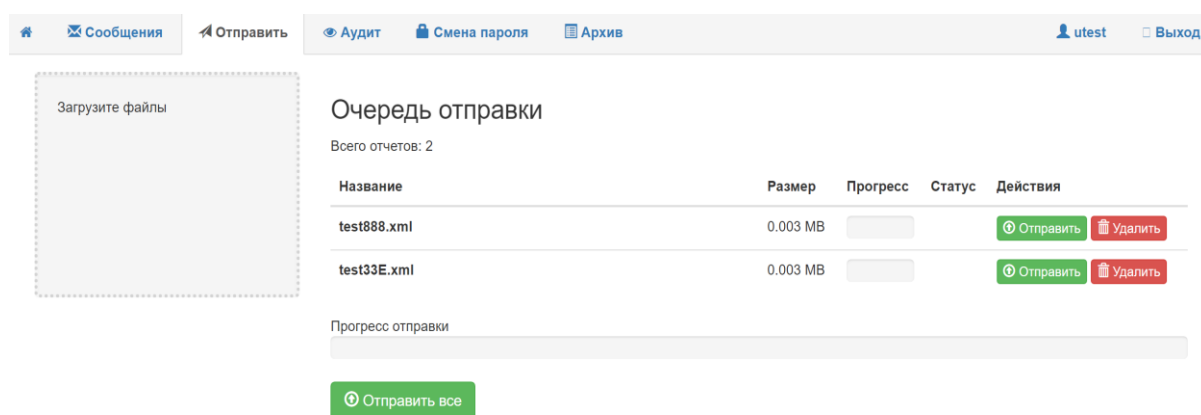 Сообщения Отправить Аудит Смена пароля Архив utest Выход
Загрузите файлы
Очередь отправки
Всего отчетов: 2
Название Размер Прогресс Статус Действия
test888.xml 0.003 MB Отправить Удалить
test33E.xml 0.003 MB Отправить Удалить
Прогресс отправки
Отправить все